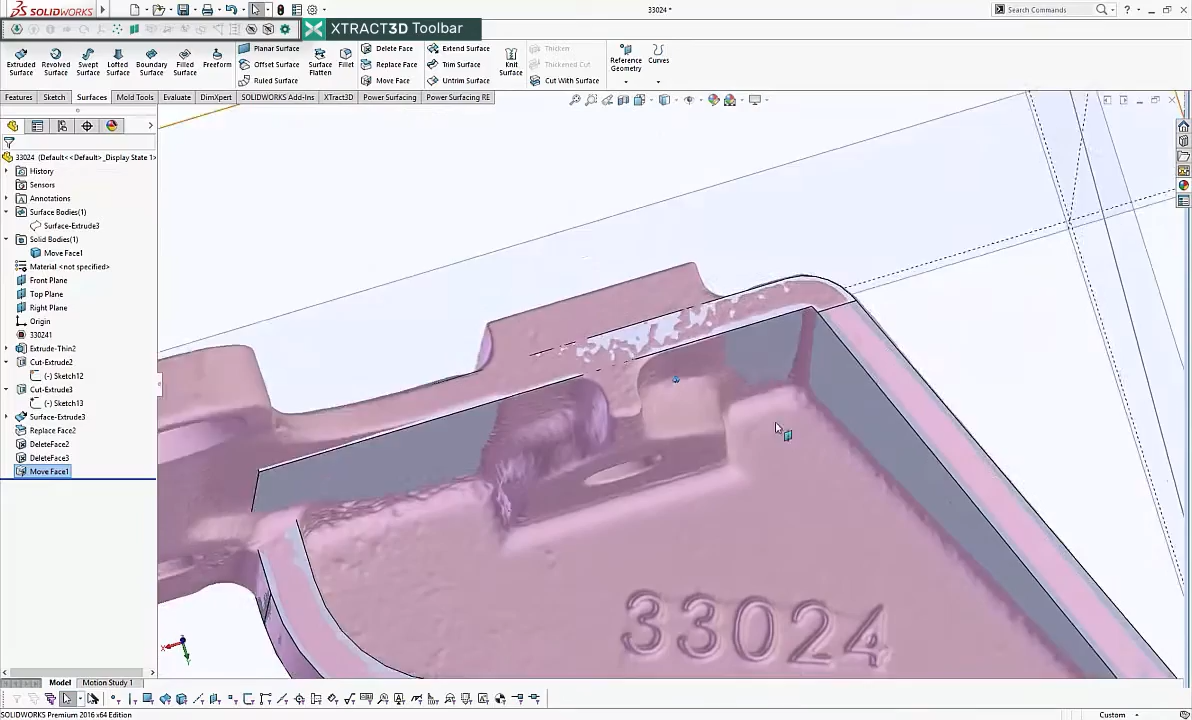 SOLIDWORKS
33024 *
Search Commands
XTRACT3D Toolbar
Extruded Surface
Revolved Surface
Swept Surface
Lofted Surface
Boundary Surface
Filled Surface
Freeform
Planar Surface
Offset Surface
Ruled Surface
Surface Flatten
Fillet
Delete Face
Replace Face
Move Face
Extend Surface
Trim Surface
Untrim Surface
Knit Surface
Thicken
Thickened Cut
Cut With Surface
Reference Geometry
Curves
Features
Sketch
Surfaces
Mold Tools
Evaluate
DimXpert
SOLIDWORKS Add-Ins
XTract3D
Power Surfacing
Power Surfacing RE
33024 (Default<<Default>_Display State 1>
History
Sensors
Annotations
Surface Bodies(1)
Surface-Extrude3
Solid Bodies(1)
Move Face1
Material <not specified>
Front Plane
Top Plane
Right Plane
Origin
330241
Extrude-Thin2
Cut-Extrude2
(-) Sketch12
Cut-Extrude3
(-) Sketch13
Surface-Extrude3
Replace Face2
DeleteFace2
DeleteFace3
Move Face1
33024
Model
Motion Study 1
SOLIDWORKS Premium 2016 x64 Edition
Custom